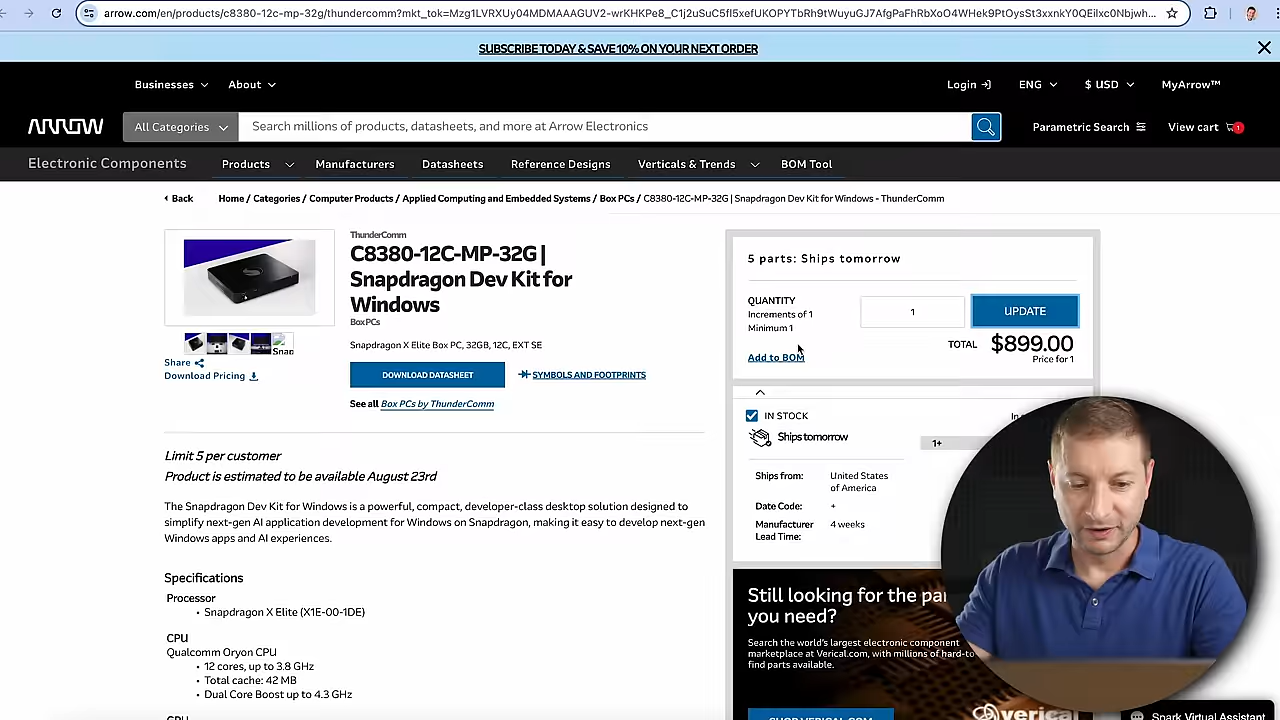 arrow.com/en/products/c8380-12c-mp-32g/thundercomm?mkt_tok=
SUBSCRIBE TODAY & SAVE 10% ON YOUR NEXT ORDER
Businesses About Login ENG $ USD MyArrow™
ARROW All Categories Search millions of products, datasheets, and more at Arrow Electronics Parametric Search View cart 1
Electronic Components Products Manufacturers Datasheets Reference Designs Verticals & Trends BOM Tool
Back Home / Categories / Computer Products / Applied Computing and Embedded Systems / Box PCs / C8380-12C-MP-32G | Snapdragon Dev Kit for Windows - ThunderComm
ThunderComm
C8380-12C-MP-32G |
Snapdragon Dev Kit for
Windows
Box PCs
Snapdragon X Elite Box PC, 32GB, 12C, EXT SE
Snap
Share
Download Pricing
DOWNLOAD DATASHEET SYMBOLS AND FOOTPRINTS
See all Box PCs by ThunderComm
Limit 5 per customer
Product is estimated to be available August 23rd
The Snapdragon Dev Kit for Windows is a powerful, compact, developer-class desktop solution designed to
simplify next-gen AI application development for Windows on Snapdragon, making it easy to develop next-gen
Windows apps and AI experiences.
Specifications
Processor
• Snapdragon X Elite (X1E-00-1DE)
CPU
Qualcomm Oryon CPU
• 12 cores, up to 3.8 GHz
• Total cache: 42 MB
• Dual Core Boost up to 4.3 GHz
5 parts: Ships tomorrow
QUANTITY
Increments of 1
Minimum 1
1
UPDATE
Add to BOM
TOTAL $899.00
Price for 1
IN STOCK
Ships tomorrow
1+
Ships from: United States
of America
Date Code: +
Manufacturer
Lead Time: 4 weeks
Still looking for the
you need?
Search the world's largest electronic component
marketplace at Verical.com, with millions of
find parts available.
SHOP VERICAL.COM
verical
Spark Virtual Assistant